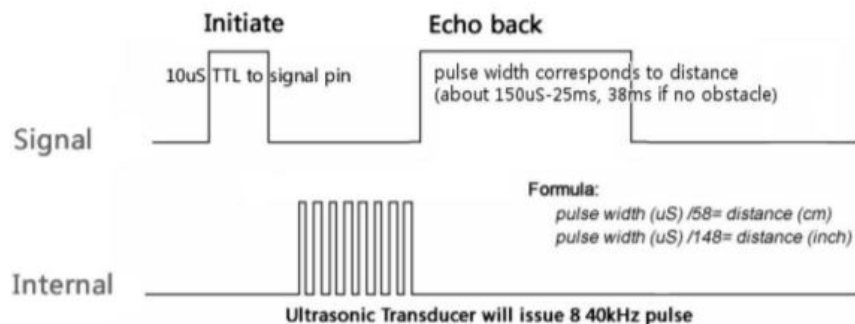 Initiate
Echo back
10uS TTL to signal pin
pulse width corresponds to distance
(about 150uS-25ms, 38ms if no obstacle)
Signal
Formula:
pulse width (uS) /58= distance (cm)
pulse width (uS) /148= distance (inch)
Internal
Ultrasonic Transducer will issue 8 40kHz pulse